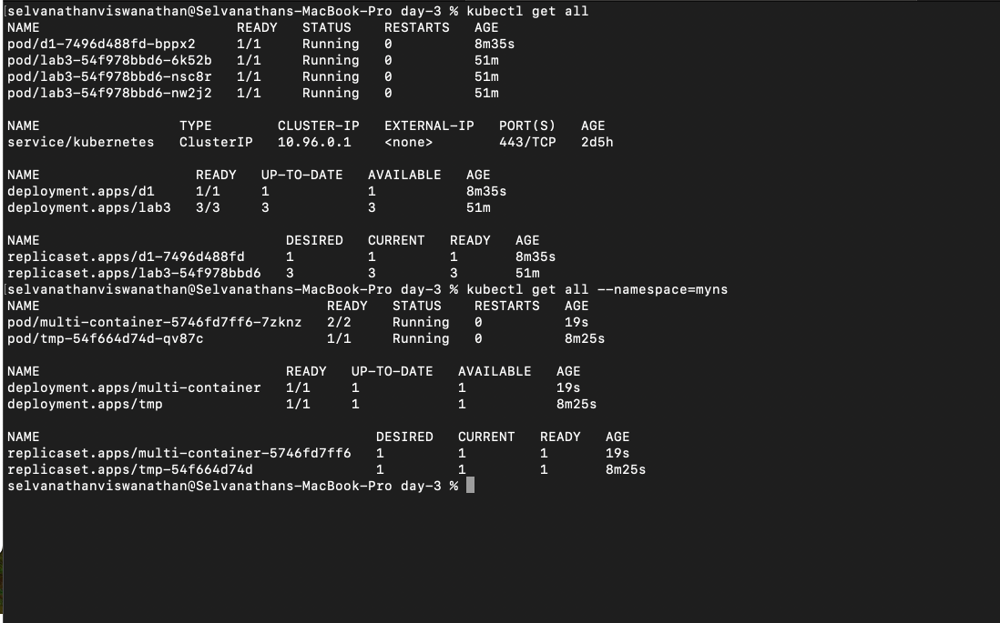 [selvanathanviswanathan@Selvanathans-MacBook-Pro day-3 % kubectl get all
NAME                        READY   STATUS    RESTARTS   AGE
pod/d1-7496d488fd-bppx2     1/1     Running   0          8m35s
pod/lab3-54f978bbd6-6k52b   1/1     Running   0          51m
pod/lab3-54f978bbd6-nsc8r   1/1     Running   0          51m
pod/lab3-54f978bbd6-nw2j2   1/1     Running   0          51m

NAME                 TYPE        CLUSTER-IP   EXTERNAL-IP   PORT(S)   AGE
service/kubernetes   ClusterIP   10.96.0.1    <none>        443/TCP   2d5h

NAME                   READY   UP-TO-DATE   AVAILABLE   AGE
deployment.apps/d1     1/1     1            1           8m35s
deployment.apps/lab3   3/3     3            3           51m

NAME                              DESIRED   CURRENT   READY   AGE
replicaset.apps/d1-7496d488fd     1         1         1       8m35s
replicaset.apps/lab3-54f978bbd6   3         3         3       51m
[selvanathanviswanathan@Selvanathans-MacBook-Pro day-3 % kubectl get all --namespace=myns
NAME                                   READY   STATUS    RESTARTS   AGE
pod/multi-container-5746fd7ff6-7zknz   2/2     Running   0          19s
pod/tmp-54f664d74d-qv87c               1/1     Running   0          8m25s

NAME                              READY   UP-TO-DATE   AVAILABLE   AGE
deployment.apps/multi-container   1/1     1            1           19s
deployment.apps/tmp               1/1     1            1           8m25s

NAME                                         DESIRED   CURRENT   READY   AGE
replicaset.apps/multi-container-5746fd7ff6   1         1         1       19s
replicaset.apps/tmp-54f664d74d               1         1         1       8m25s
selvanathanviswanathan@Selvanathans-MacBook-Pro day-3 %